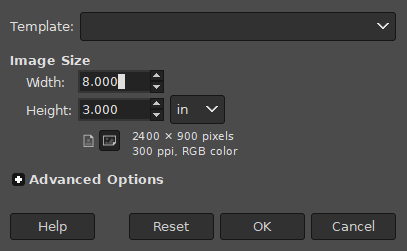 Template:
Image Size
Width: 8.000
Height: 3.000 in
2400 × 900 pixels
300 ppi, RGB color
Advanced Options
Help Reset OK Cancel